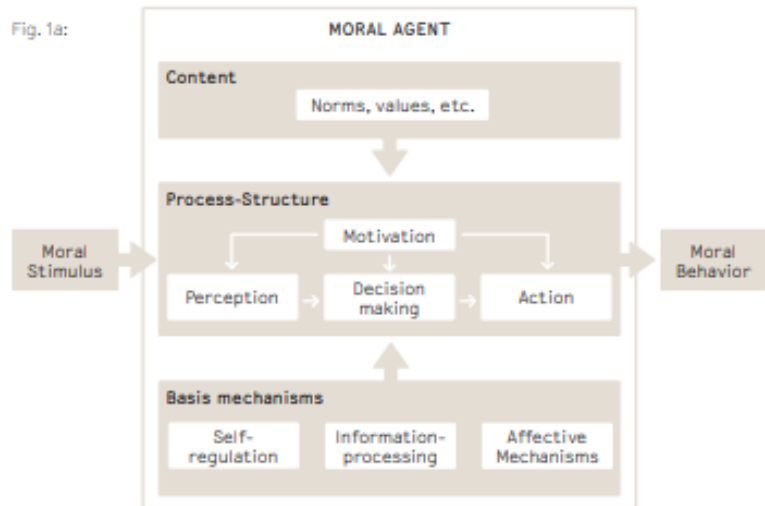 Fig. 1a:
MORAL AGENT
Content
Norms, values, etc.
Process-Structure
Motivation
Moral
Stimulus
Perception
Decision
making
Action
Moral
Behavior
Basis mechanisms
Self-
regulation
Information-
processing
Affective
Mechanisms